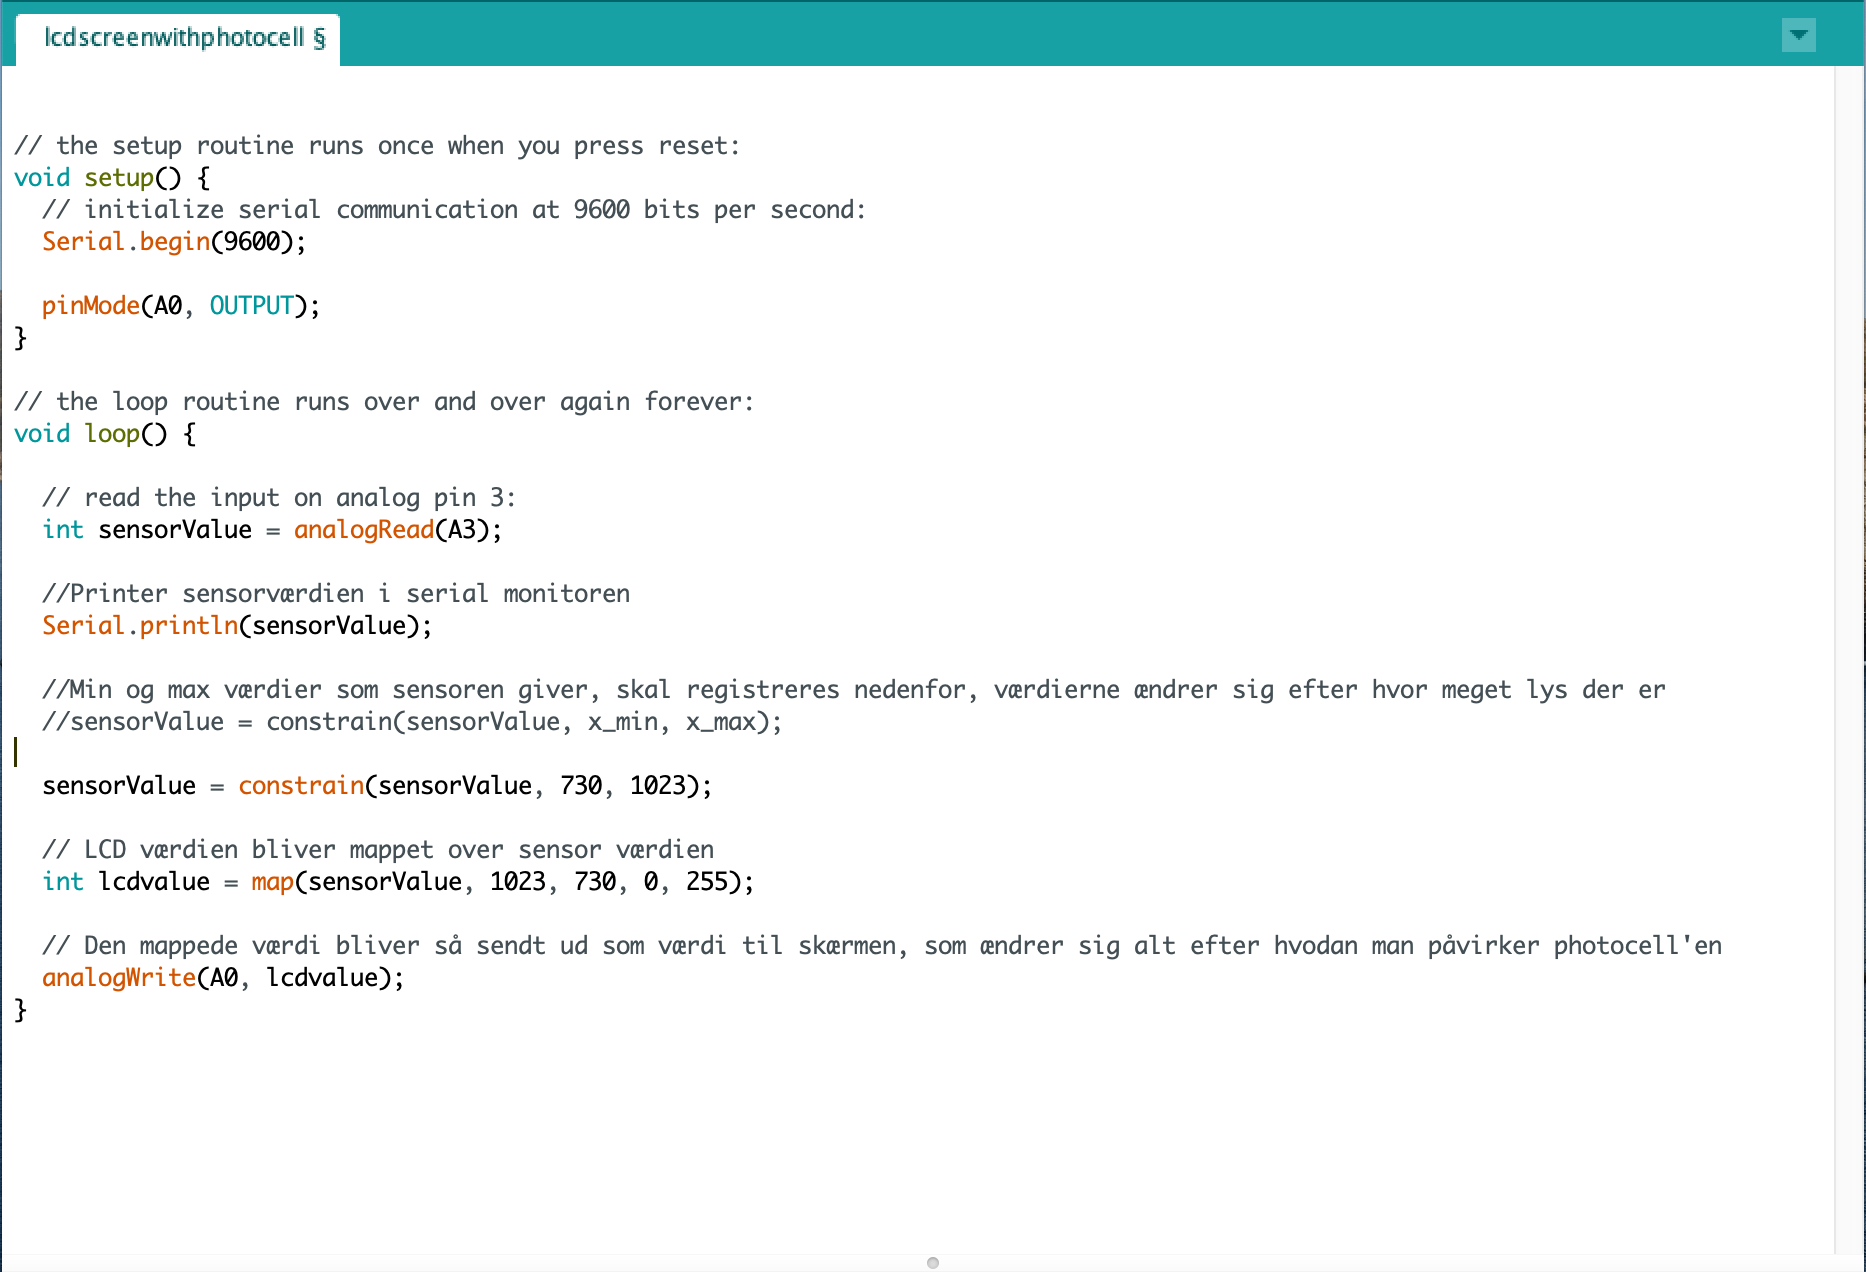 lcdscreenwithphotocell §
// the setup routine runs once when you press reset:
void setup() {
  // initialize serial communication at 9600 bits per second:
  Serial.begin(9600);
  pinMode(A0, OUTPUT);
}
// the loop routine runs over and over again forever:
void loop() {
  // read the input on analog pin 3:
  int sensorValue = analogRead(A3);
  //Printer sensorværdien i serial monitoren
  Serial.println(sensorValue);
  //Min og max værdier som sensoren giver, skal registreres nedenfor, værdierne ændrer sig efter hvor meget lys der er
  //sensorValue = constrain(sensorValue, x_min, x_max);
  sensorValue = constrain(sensorValue, 730, 1023);
  // LCD værdien bliver mappet over sensor værdien
  int lcdvalue = map(sensorValue, 1023, 730, 0, 255);
  // Den mappede værdi bliver så sendt ud som værdi til skærmen, som ændrer sig alt efter hvodan man påvirker photocell'en
  analogWrite(A0, lcdvalue);
}